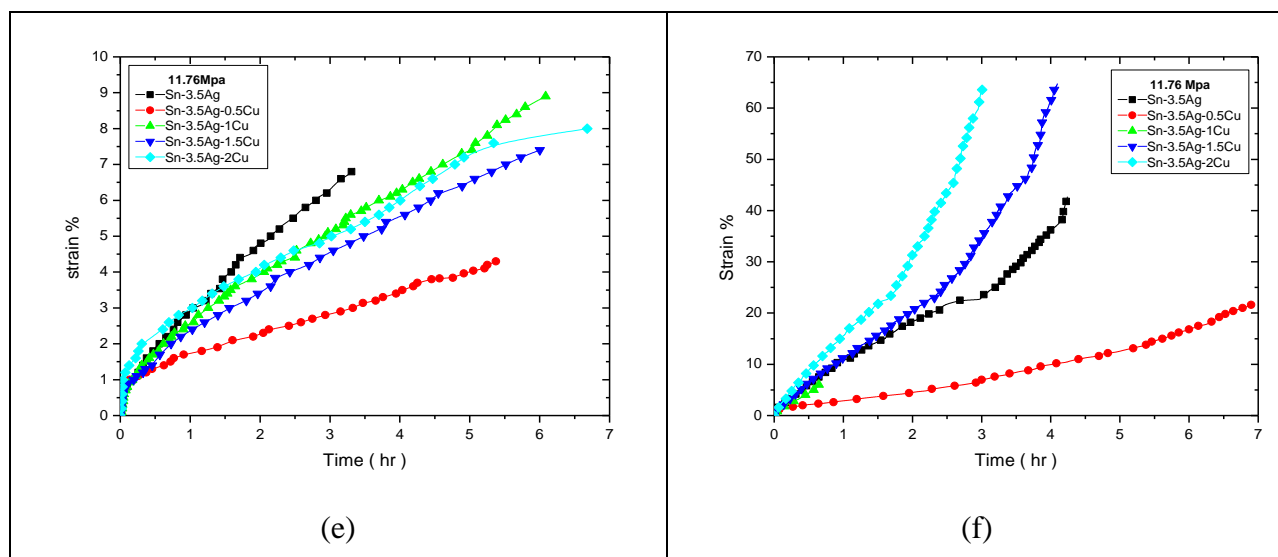 11.76Mpa
Sn-3.5Ag
Sn-3.5Ag-0.5Cu
Sn-3.5Ag-1Cu
Sn-3.5Ag-1.5Cu
Sn-3.5Ag-2Cu
strain %
10
9
8
7
6
5
4
3
2
1
0
0 1 2 3 4 5 6 7
Time ( hr )
(e)
11.76 Mpa
Sn-3.5Ag
Sn-3.5Ag-0.5Cu
Sn-3.5Ag-1Cu
Sn-3.5Ag-1.5Cu
Sn-3.5Ag-2Cu
Strain %
70
60
50
40
30
20
10
0
0 1 2 3 4 5 6 7
Time ( hr )
(f)